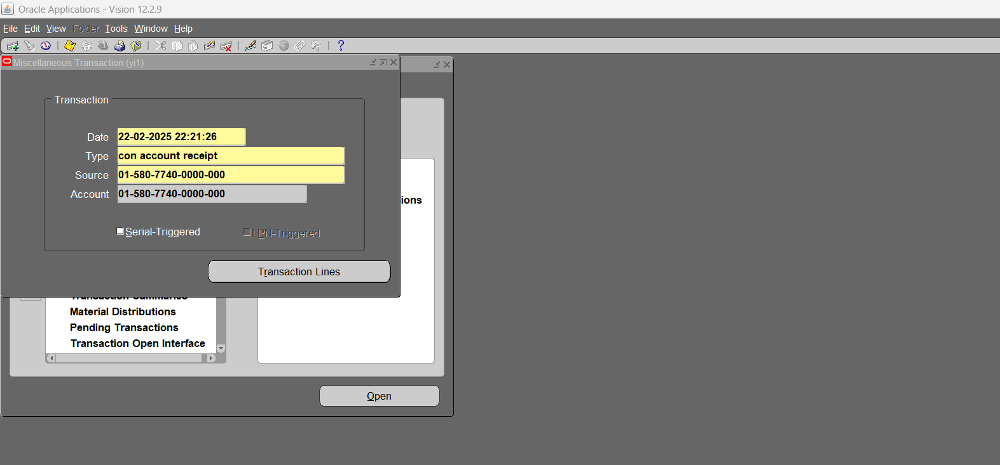 Oracle Applications - Vision 12.2.9
File Edit View Folder Tools Window Help
Miscellaneous Transaction (yi1)
Transaction
Date 22-02-2025 22:21:26
Type con account receipt
Source 01-580-7740-0000-000
Account 01-580-7740-0000-000
ions
Serial-Triggered LPN-Triggered
Transaction Lines
Transaction Summaries
Material Distributions
Pending Transactions
Transaction Open Interface
Open